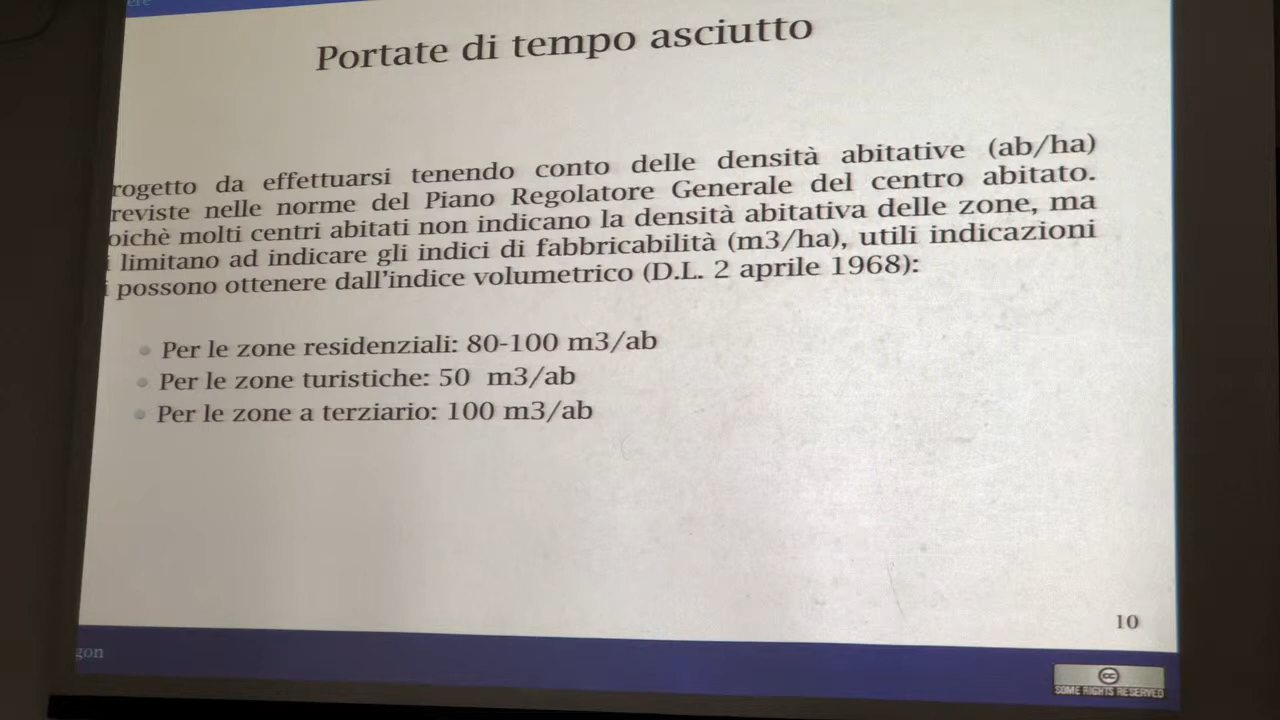 ere
Portate di tempo asciutto
rogetto da effettuarsi tenendo conto delle densità abitative (ab/ha)
reviste nelle norme del Piano Regolatore Generale del centro abitato.
oichè molti centri abitati non indicano la densità abitativa delle zone, ma
i limitano ad indicare gli indici di fabbricabilità (m3/ha), utili indicazioni
i possono ottenere dall'indice volumetrico (D.L. 2 aprile 1968):
Per le zone residenziali: 80-100 m3/ab
Per le zone turistiche: 50 m3/ab
Per le zone a terziario: 100 m3/ab
10
gon
cc
SOME RIGHTS RESERVED